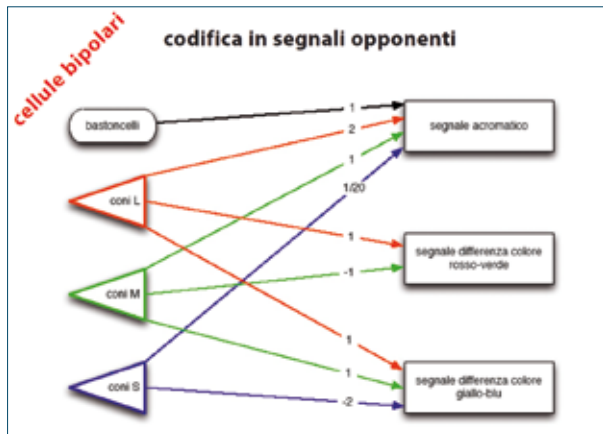 codifica in segnali opponenti
cellule bipolari
bastoncelli
1
segnale acromatico
2
1
1/20
coni L
1
segnale differenza colore
rosso-verde
-1
coni M
1
1
segnale differenza colore
giallo-blu
coni S
-2